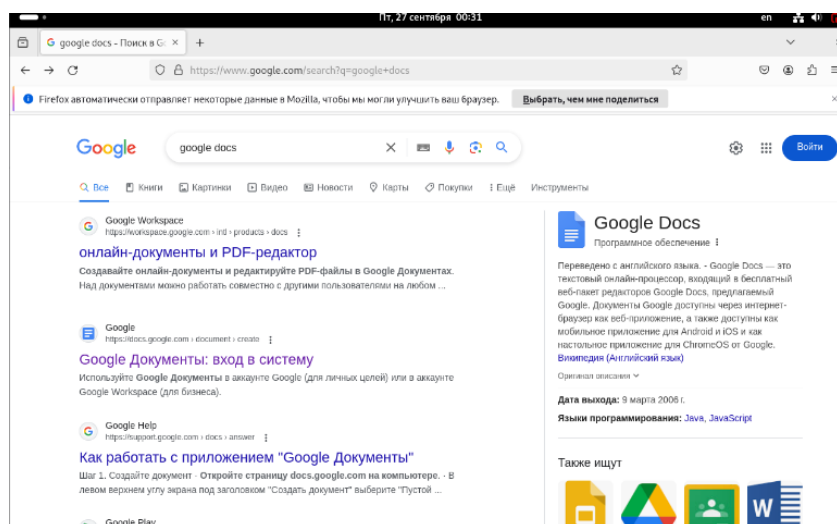 Пт, 27 сентября 00:31
en
google docs - Поиск в Go
https://www.google.com/search?q=google+docs
Firefox автоматически отправляет некоторые данные в Mozilla, чтобы мы могли улучшить ваш браузер.
Выбрать, чем мне поделиться
Google
google docs
Войти
Все Книги Картинки Видео Новости Карты Покупки Ещё Инструменты
Google Workspace
https://workspace.google.com › intl › products › docs
онлайн-документы и PDF-редактор
Создавайте онлайн-документы и редактируйте PDF-файлы в Google Документах.
Над документами можно работать совместно с другими пользователями на любом ...
Google
https://docs.google.com › document › create
Google Документы: вход в систему
Используйте Google Документы в аккаунте Google (для личных целей) или в аккаунте
Google Workspace (для бизнеса).
Google Help
https://support.google.com › docs › answer
Как работать с приложением "Google Документы"
Шаг 1. Создайте документ · Откройте страницу docs.google.com на компьютере. · В
левом верхнем углу экрана под заголовком "Создать документ" выберите "Пустой ...
Google Play
Google Docs
Программное обеспечение
Переведено с английского языка. - Google Docs — это
текстовый онлайн-процессор, входящий в бесплатный
веб-пакет редакторов Google Docs, предлагаемый
Google. Документы Google доступны через интернет-
браузер как веб-приложение, а также доступны как
мобильное приложение для Android и iOS и как
настольное приложение для ChromeOS от Google.
Википедия (Английский язык)
Оригинал описания
Дата выхода: 9 марта 2006 г.
Языки программирования: Java, JavaScript
Также ищут
W